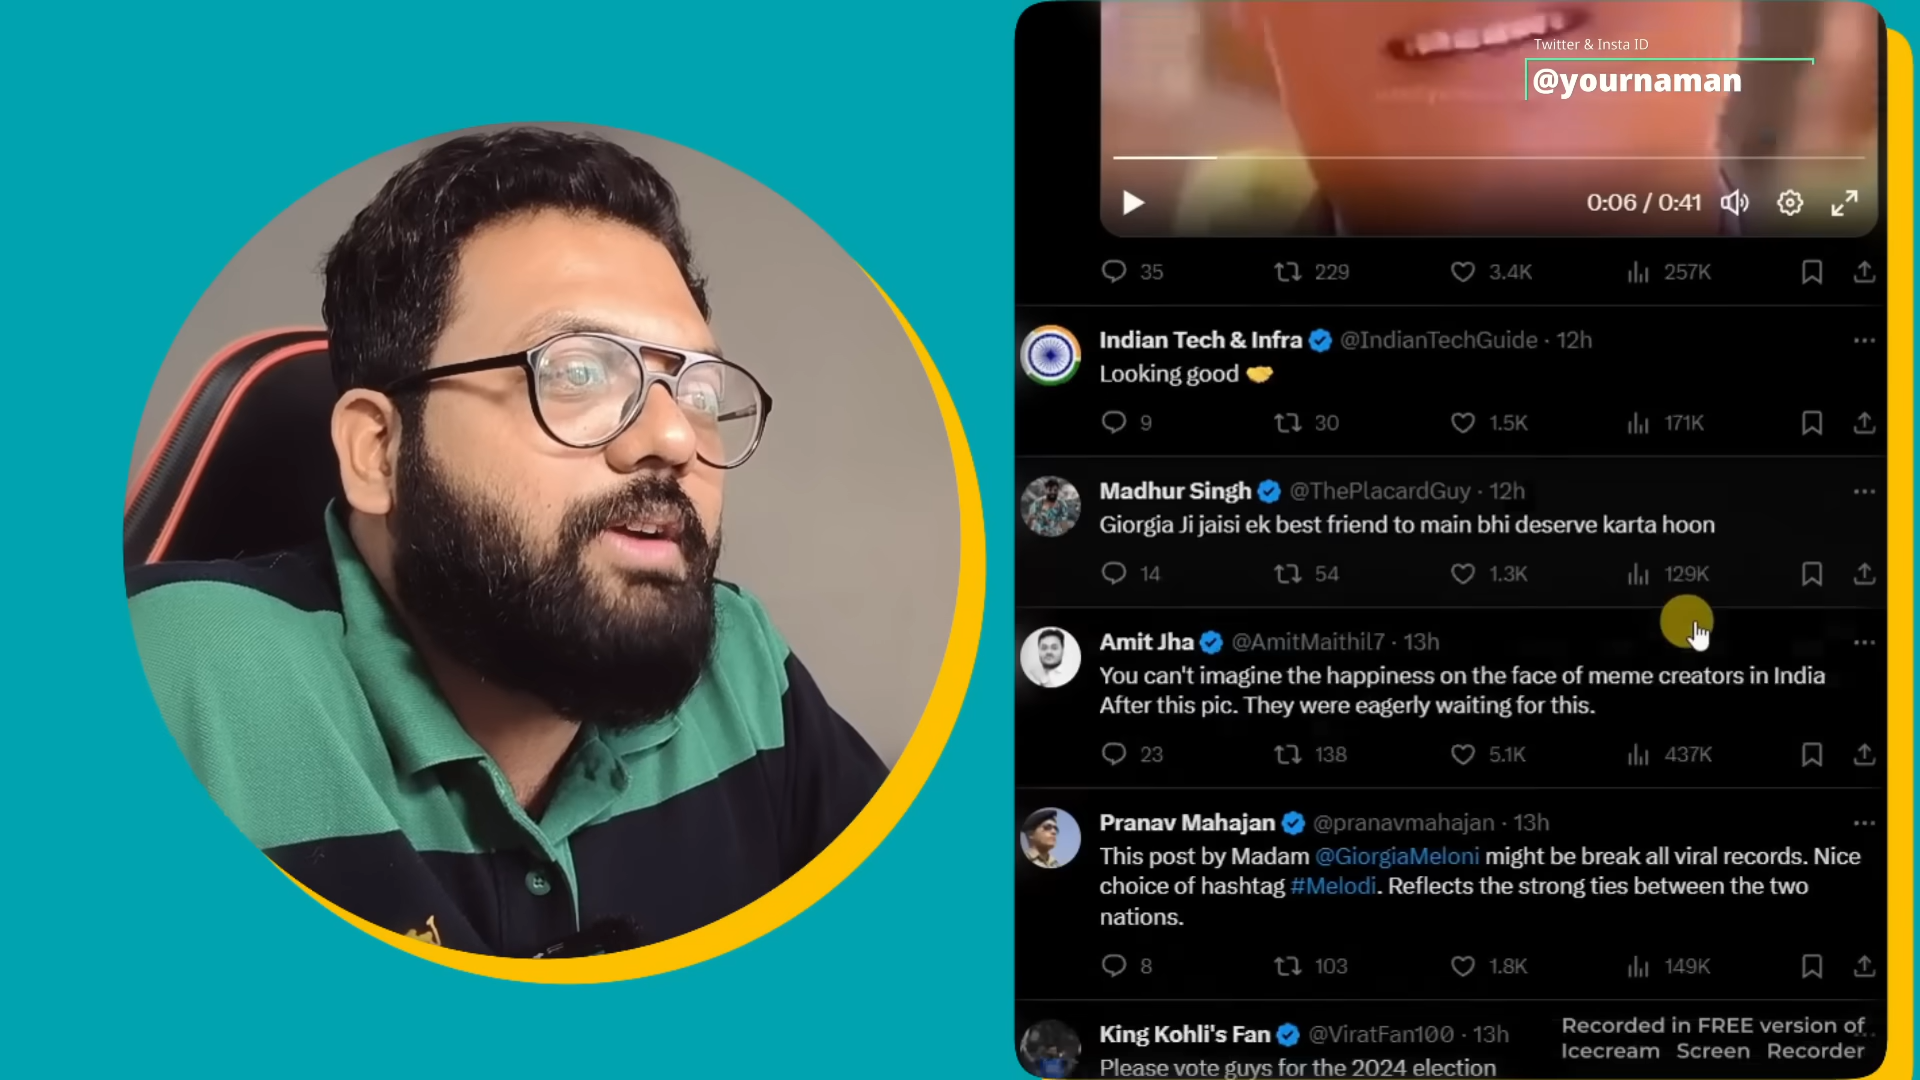 Twitter & Insta ID
@yournaman
0:06 / 0:41
35 229 3.4K 257K
Indian Tech & Infra @IndianTechGuide · 12h
Looking good 🤝
9 30 1.5K 171K
Madhur Singh @ThePlacardGuy · 12h
Giorgia Ji jaisi ek best friend to main bhi deserve karta hoon
14 54 1.3K 129K
Amit Jha @AmitMaithil7 · 13h
You can't imagine the happiness on the face of meme creators in India
After this pic. They were eagerly waiting for this.
23 138 5.1K 437K
Pranav Mahajan @pranavmahajan · 13h
This post by Madam @GiorgiaMeloni might be break all viral records. Nice
choice of hashtag #Melodi. Reflects the strong ties between the two
nations.
8 103 1.8K 149K
King Kohli's Fan @ViratFan100 · 13h
Please vote guys for the 2024 election
Recorded in FREE version of
Icecream Screen Recorder